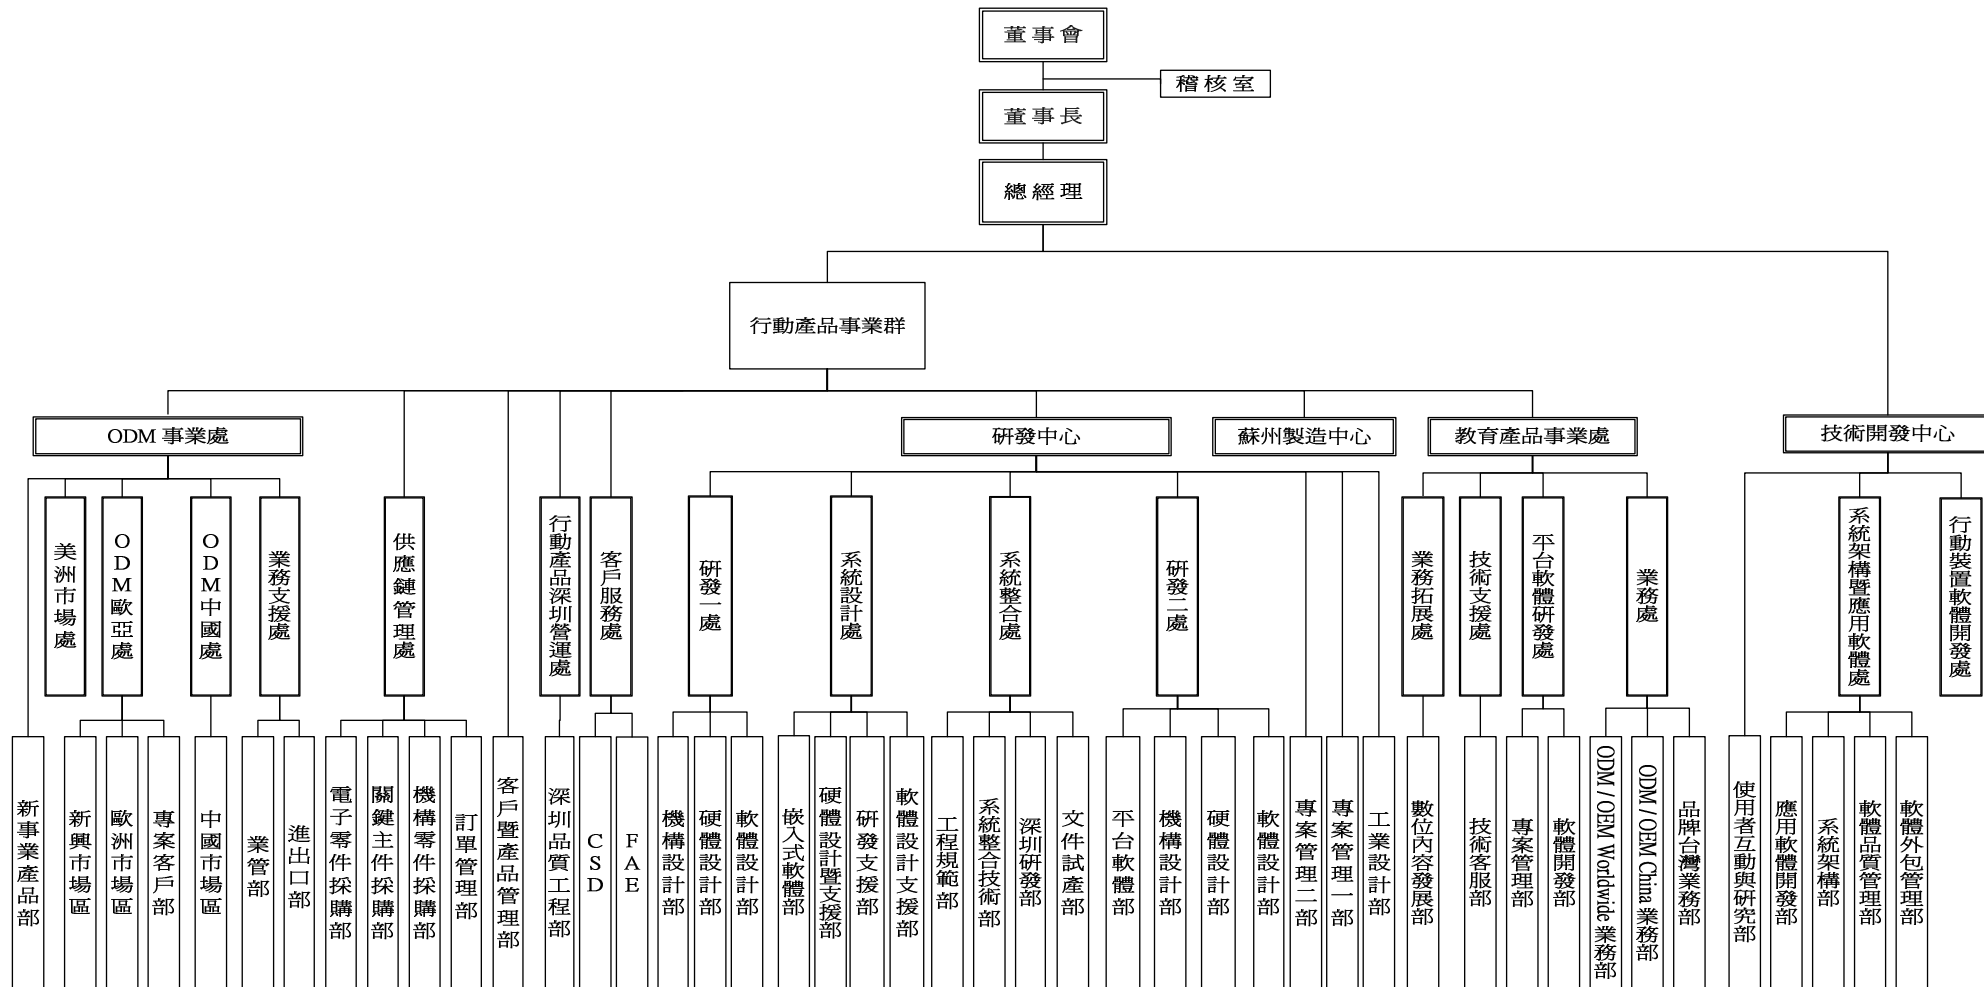 董事會
稽核室
董事長
總經理
行動產品事業群
ODM 事業處
研發中心
蘇州製造中心
教育產品事業處
技術開發中心
美洲市場處
ODM歐亞處
ODM中國處
業務支援處
供應鏈管理處
行動產品深圳營運處
客戶服務處
研發一處
系統設計處
系統整合處
研發二處
業務拓展處
技術支援處
平台軟體研發處
業務處
系統架構暨應用軟體處
行動裝置軟體開發處
新事業產品部
新興市場區
歐洲市場區
專案客戶部
中國市場區
業管部
進出口部
電子零件採購部
關鍵主件採購部
機構零件採購部
訂單管理部
客戶暨產品管理部
深圳品質工程部
CSD
FAE
機構設計部
硬體設計部
軟體設計部
嵌入式軟體部
硬體設計暨支援部
研發支援部
軟體設計支援部
工程規範部
系統整合技術部
深圳研發部
文件試產部
平台軟體部
機構設計部
硬體設計部
軟體設計部
專案管理二部
專案管理一部
工業設計部
數位內容發展部
技術客服部
專案管理部
軟體開發部
ODM / OEM Worldwide 業務部
ODM / OEM China 業務部
品牌台灣業務部
使用者互動與研究部
應用軟體開發部
系統架構部
軟體品質管理部
軟體外包管理部